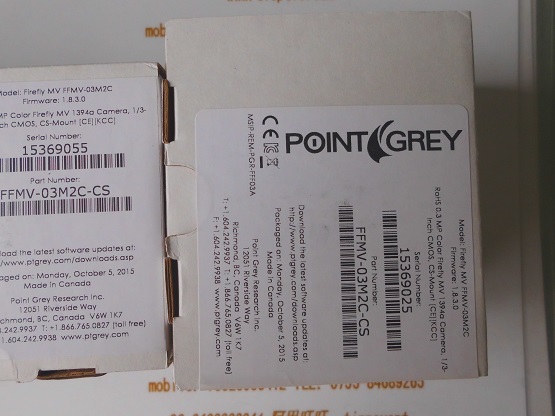 Model: Firefly MV FFMV-03M2C
Firmware: 1.8.3.0
MP Color Firefly MV 1394a Camera, 1/3-
inch CMOS, CS-Mount [CE][KCC]
Serial Number:
15369055
Part Number:
FFMV-03M2C-CS
the latest software updates at:
://www.ptgrey.com/downloads.asp
aged on: Monday, October 5, 2015
Made in Canada
Point Grey Research Inc.
12051 Riverside Way
Richmond, BC, Canada V6W 1K7
9937 T: +1.866.765.0827 (toll free)
F: +1.604.242.9938 www.ptgrey.com
POINT GREY
CE
MSIP-REM-PGR-FFF03A
Model: Firefly MV FFMV-03M2C
Firmware: 1.8.3.0
RoHS 0.3 MP Color Firefly MV 1394a Camera, 1/3-
inch CMOS, CS-Mount [CE][KCC]
Serial Number:
15369025
Part Number:
FFMV-03M2C-CS
Download the latest software updates at:
http://www.ptgrey.com/downloads.asp
Packaged on: Monday, October 5, 2015
Made in Canada
Point Grey Research Inc.
12051 Riverside Way
Richmond, BC, Canada V6W 1K7
T: +1.604.242.9937 T: +1.866.765.0827 (toll free)
F: +1.604.242.9938 www.ptgrey.com